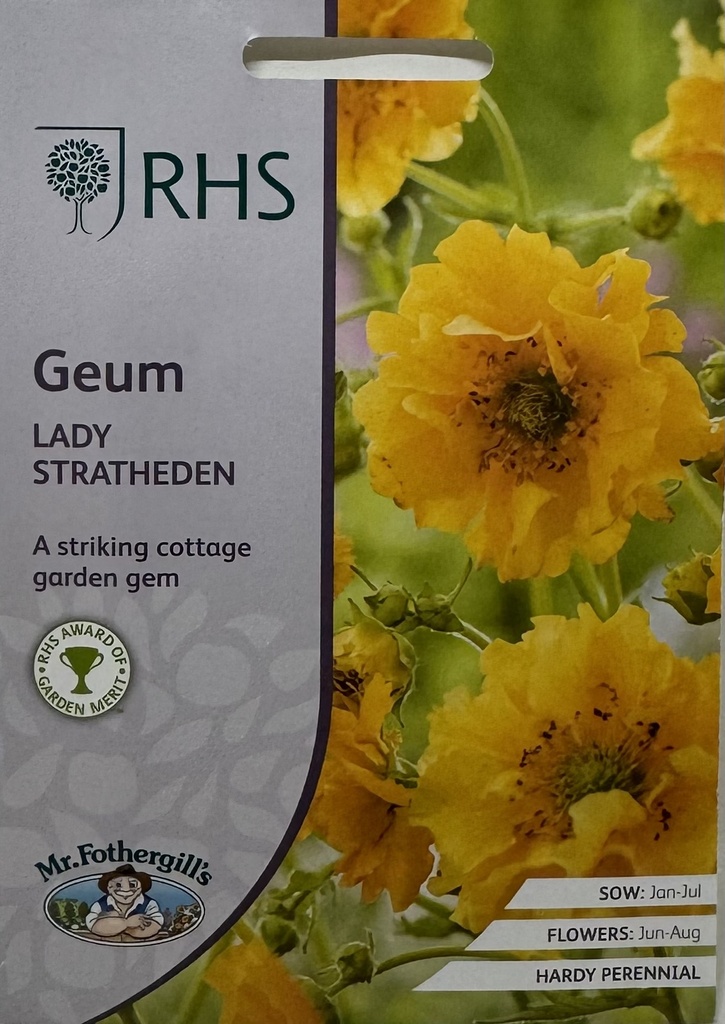 RHS
Geum
LADY
STRATHEDEN
A striking cottage
garden gem
• RHS AWARD OF •
GARDEN MERIT
Mr. Fothergill's
SOW: Jan-Jul
FLOWERS: Jun-Aug
HARDY PERENNIAL